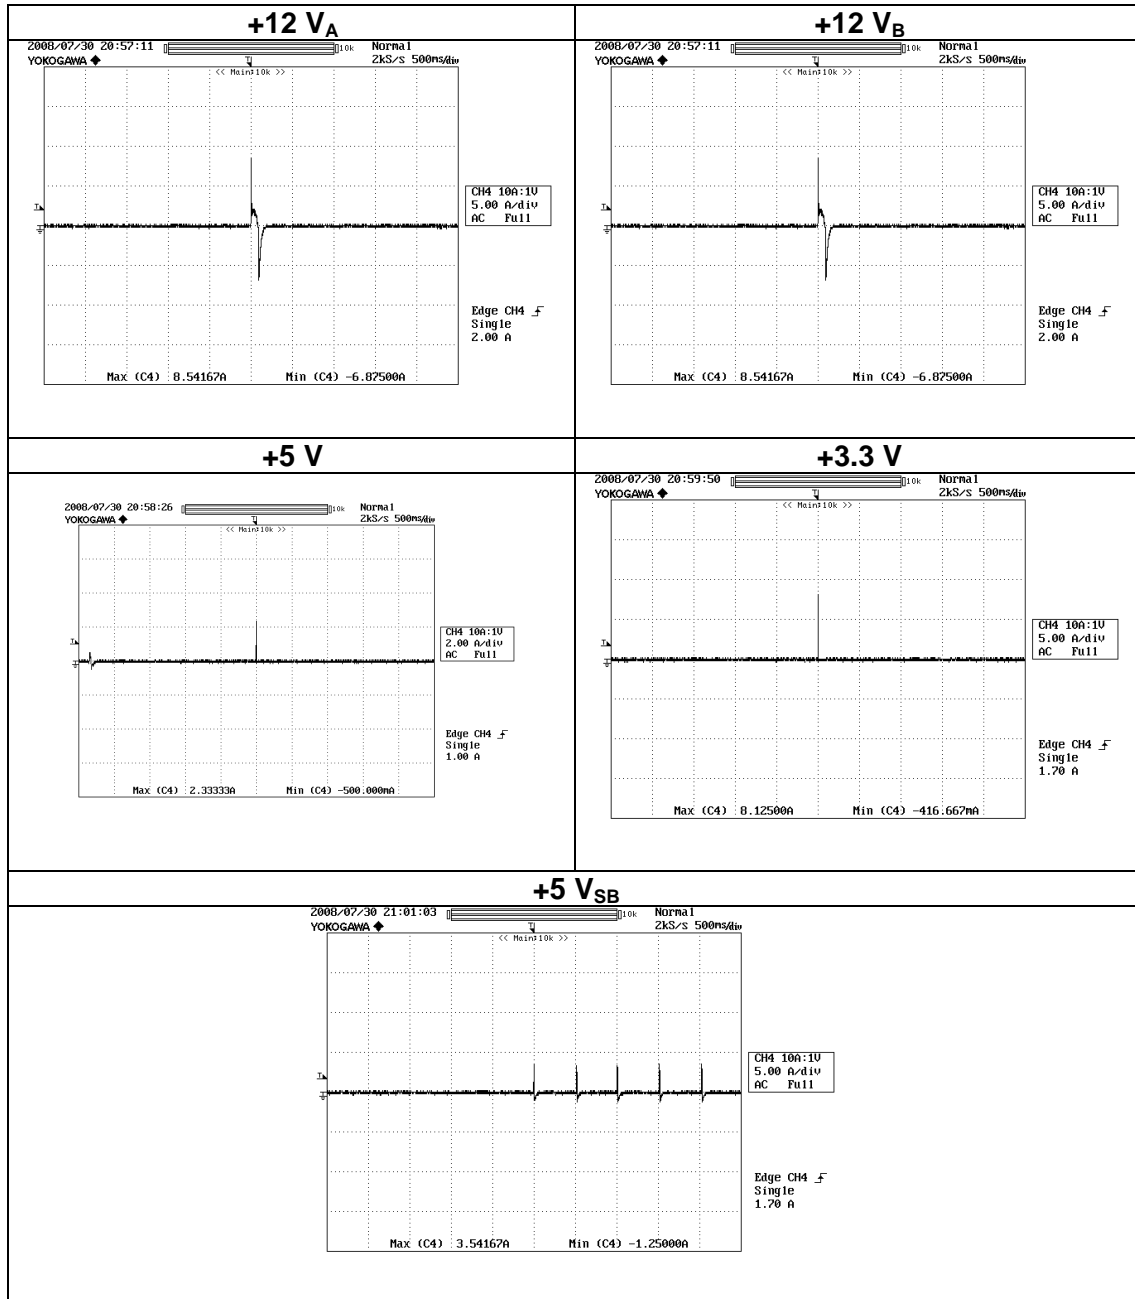 +12 VA
2008/07/30 20:57:11 10k Normal
YOKOGAWA 2kS/s 500ms/div
<< Main:10k >>
CH4 10A:1V
5.00 A/div
AC Full
Edge CH4
Single
2.00 A
Max (C4) 8.54167A Min (C4) -6.87500A
+12 VB
2008/07/30 20:57:11 10k Normal
YOKOGAWA 2kS/s 500ms/div
<< Main:10k >>
CH4 10A:1V
5.00 A/div
AC Full
Edge CH4
Single
2.00 A
Max (C4) 8.54167A Min (C4) -6.87500A
+5 V
2008/07/30 20:58:26 10k Normal
YOKOGAWA 2kS/s 500ms/div
<< Main:10k >>
CH4 10A:1V
2.00 A/div
AC Full
Edge CH4
Single
1.00 A
Max (C4) 2.33333A Min (C4) -500.000mA
+3.3 V
2008/07/30 20:59:50 10k Normal
YOKOGAWA 2kS/s 500ms/div
<< Main:10k >>
CH4 10A:1V
5.00 A/div
AC Full
Edge CH4
Single
1.70 A
Max (C4) 8.12500A Min (C4) -416.667mA
+5 VSB
2008/07/30 21:01:03 10k Normal
YOKOGAWA 2kS/s 500ms/div
<< Main:10k >>
CH4 10A:1V
5.00 A/div
AC Full
Edge CH4
Single
1.70 A
Max (C4) 3.54167A Min (C4) -1.25000A